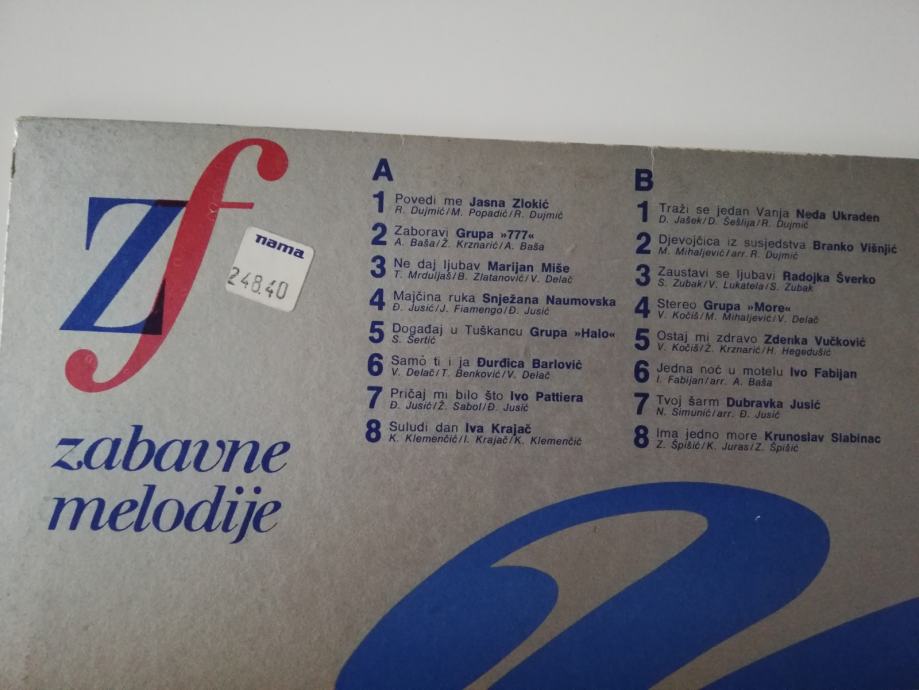 zf
nama
248.40
zabavne
melodije
A
1 Povedi me Jasna Zlokić
R. Dujmić/M. Popadić/R. Dujmić
2 Zaboravi Grupa »777«
A. Baša/Ž. Krznarić/A. Baša
3 Ne daj ljubav Marijan Miše
T. Mrduljaš/B. Zlatanović/V. Delač
4 Majčina ruka Snježana Naumovska
Đ. Jusić/J. Fiamengo/Đ. Jusić
5 Događaj u Tuškancu Grupa »Halo«
S. Šertić
6 Samo ti i ja Đurđica Barlović
V. Delač/T. Benković/V. Delač
7 Pričaj mi bilo što Ivo Pattiera
Đ. Jusić/Ž. Sabol/Đ. Jusić
8 Suludi dan Iva Krajač
K. Klemenčić/I. Krajač/K. Klemenčić
B
1 Traži se jedan Vanja Neda Ukraden
D. Jašek/D. Šešlija/R. Dujmić
2 Djevojčica iz susjedstva Branko Višnjić
M. Mihaljević/arr. R. Dujmić
3 Zaustavi se ljubavi Radojka Šverko
S. Zubak/V. Lukatela/S. Zubak
4 Stereo Grupa »More«
V. Kočiš/M. Mihaljević/V. Delač
5 Ostaj mi zdravo Zdenka Vučković
V. Kočiš/Ž. Krznarić/H. Hegedušić
6 Jedna noć u motelu Ivo Fabijan
I. Fabijan/arr. A. Baša
7 Tvoj šarm Dubravka Jusić
N. Simunić/arr. Đ. Jusić
8 Ima jedno more Krunoslav Slabinac
Z. Špišić/K. Juras/Z. Špišić